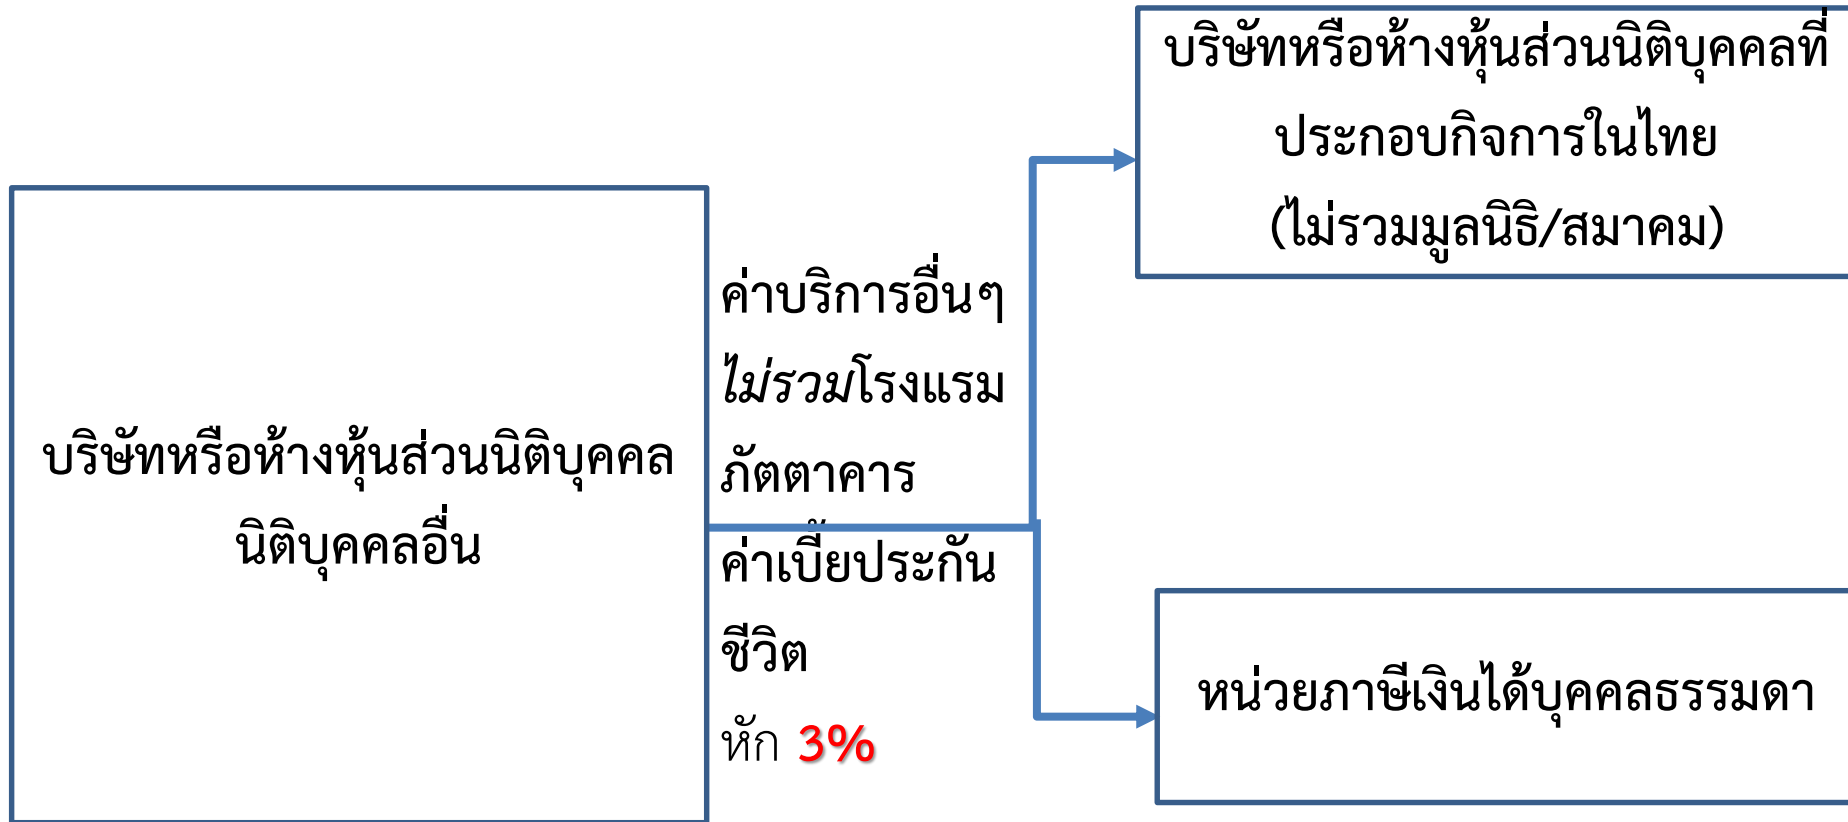 บริษัทหรือห้างหุ้นส่วนนิติบุคคล
นิติบุคคลอื่น
ค่าบริการอื่นๆ
ไม่รวมโรงแรม
ภัตตาคาร
ค่าเบี้ยประกัน
ชีวิต
หัก 3%
บริษัทหรือห้างหุ้นส่วนนิติบุคคลที่
ประกอบกิจการในไทย
(ไม่รวมมูลนิธิ/สมาคม)
หน่วยภาษีเงินได้บุคคลธรรมดา